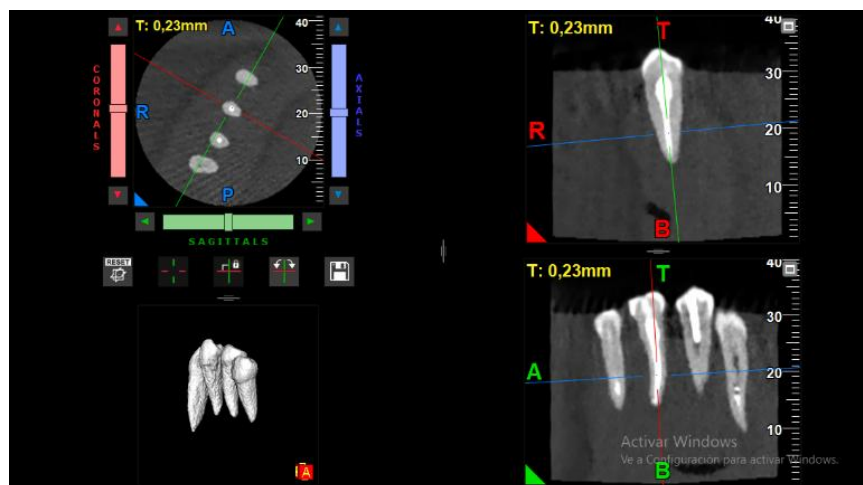 T: 0,23mm
A
40
30
20
10
R
P
CORONALS
AXIALS
SAGITTALS
RESET
A
T: 0,23mm
T
30
20
10
R
B
T: 0,23mm
T
40
30
20
10
A
B
Activar Windows
Ve a Configuración para activar Windows.